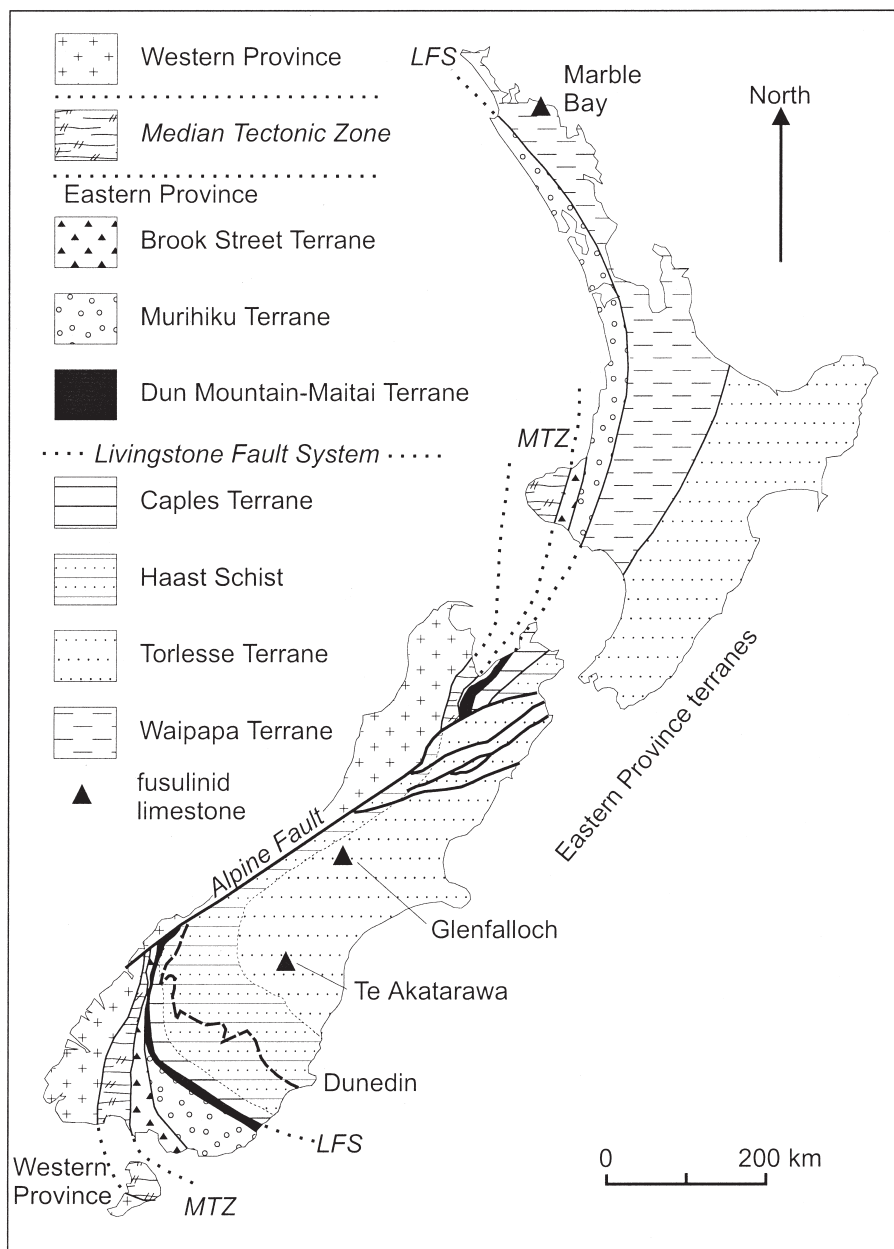 Western Province
Median Tectonic Zone
Eastern Province
Brook Street Terrane
Murihiku Terrane
Dun Mountain-Maitai Terrane
Livingstone Fault System
Caples Terrane
Haast Schist
Torlesse Terrane
Waipapa Terrane
fusulinid
limestone
LFS
Marble
Bay
North
MTZ
Eastern Province terranes
Alpine Fault
Glenfalloch
Te Akatarawa
Dunedin
LFS
Western
Province
MTZ
0
200 km